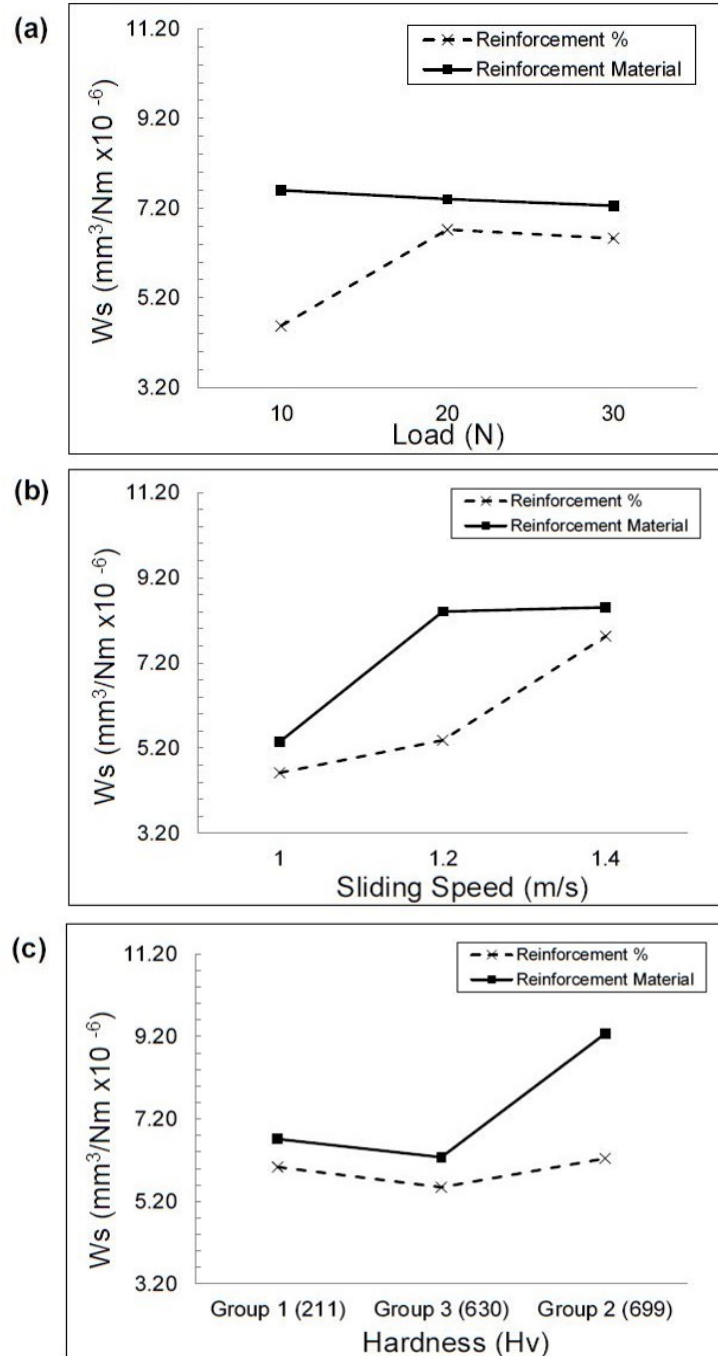 (a)
11.20
9.20
7.20
5.20
3.20
Ws (mm³/Nm x10 ⁻⁶)
Reinforcement %
Reinforcement Material
10 20 30
Load (N)
(b)
11.20
9.20
7.20
5.20
3.20
Ws (mm³/Nm x10 ⁻⁶)
Reinforcement %
Reinforcement Material
1 1.2 1.4
Sliding Speed (m/s)
(c)
11.20
9.20
7.20
5.20
3.20
Ws (mm³/Nm x10 ⁻⁶)
Reinforcement %
Reinforcement Material
Group 1 (211) Group 3 (630) Group 2 (699)
Hardness (Hv)